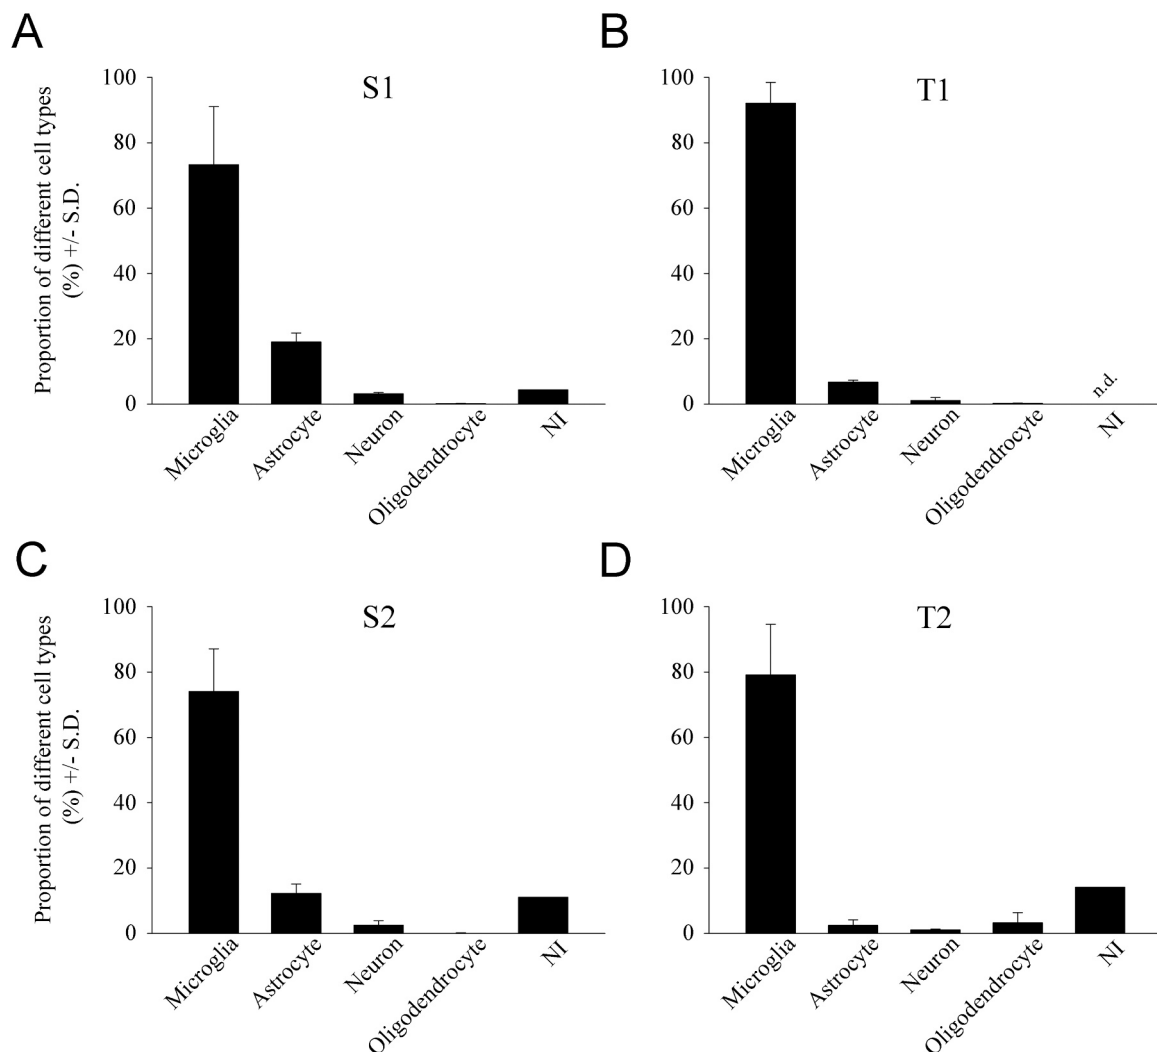 A
B
Proportion of different cell types
(%) +/- S.D.
S1
100
80
60
40
20
0
Microglia
Astrocyte
Neuron
Oligodendrocyte
NI
T1
100
80
60
40
20
0
n.d.
Microglia
Astrocyte
Neuron
Oligodendrocyte
NI
C
D
Proportion of different cell types
(%) +/- S.D.
S2
100
80
60
40
20
0
Microglia
Astrocyte
Neuron
Oligodendrocyte
NI
T2
100
80
60
40
20
0
Microglia
Astrocyte
Neuron
Oligodendrocyte
NI